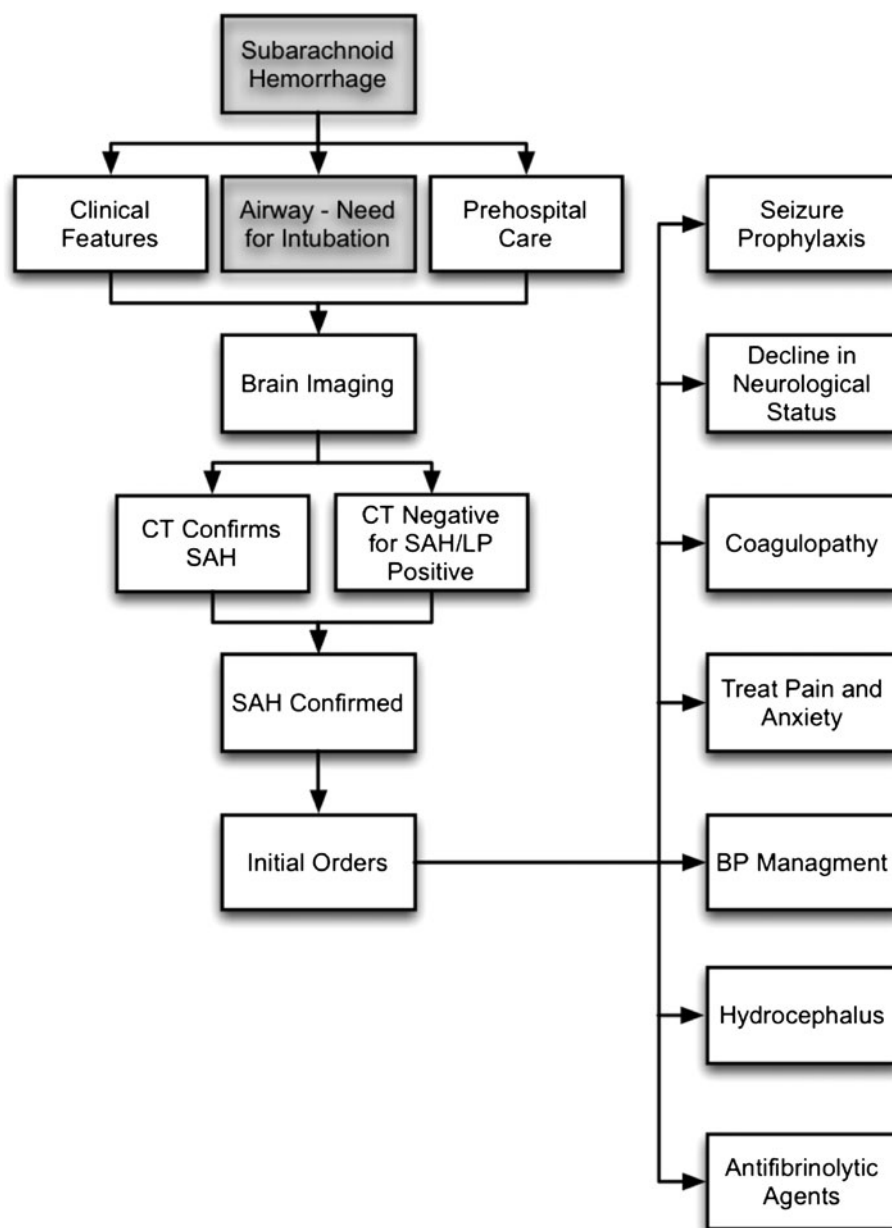 Subarachnoid
Hemorrhage
Clinical
Features
Airway - Need
for Intubation
Prehospital
Care
Brain Imaging
CT Confirms
SAH
CT Negative
for SAH/LP
Positive
SAH Confirmed
Initial Orders
Seizure
Prophylaxis
Decline in
Neurological
Status
Coagulopathy
Treat Pain and
Anxiety
BP Managment
Hydrocephalus
Antifibrinolytic
Agents